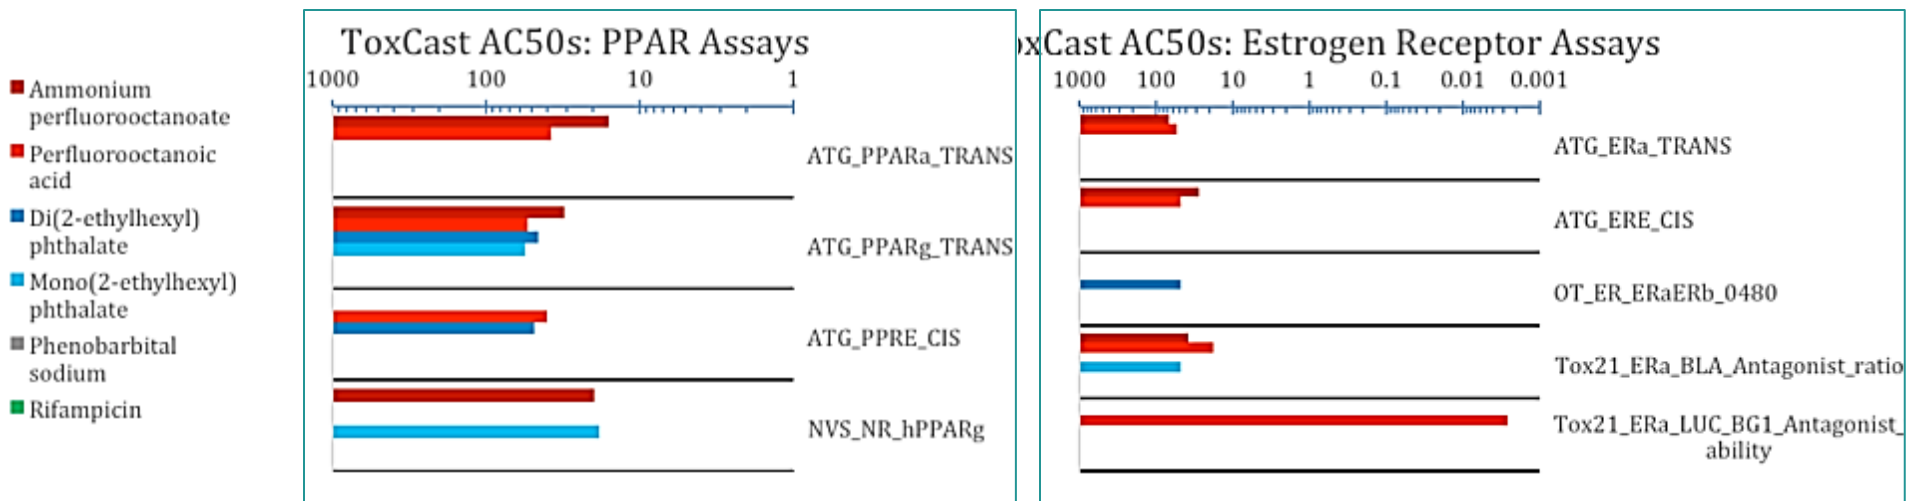 Ammonium
perfluorooctanoate
Perfluorooctanoic
acid
Di(2-ethylhexyl)
phthalate
Mono(2-ethylhexyl)
phthalate
Phenobarbital
sodium
Rifampicin
ToxCast AC50s: PPAR Assays
1000 100 10 1
ATG_PPARa_TRANS
ATG_PPARg_TRANS
ATG_PPRE_CIS
NVS_NR_hPPARg
oxCast AC50s: Estrogen Receptor Assays
1000 100 10 1 0.1 0.01 0.001
ATG_ERa_TRANS
ATG_ERE_CIS
OT_ER_ERaERb_0480
Tox21_ERa_BLA_Antagonist_ratio
Tox21_ERa_LUC_BG1_Antagonist_
ability